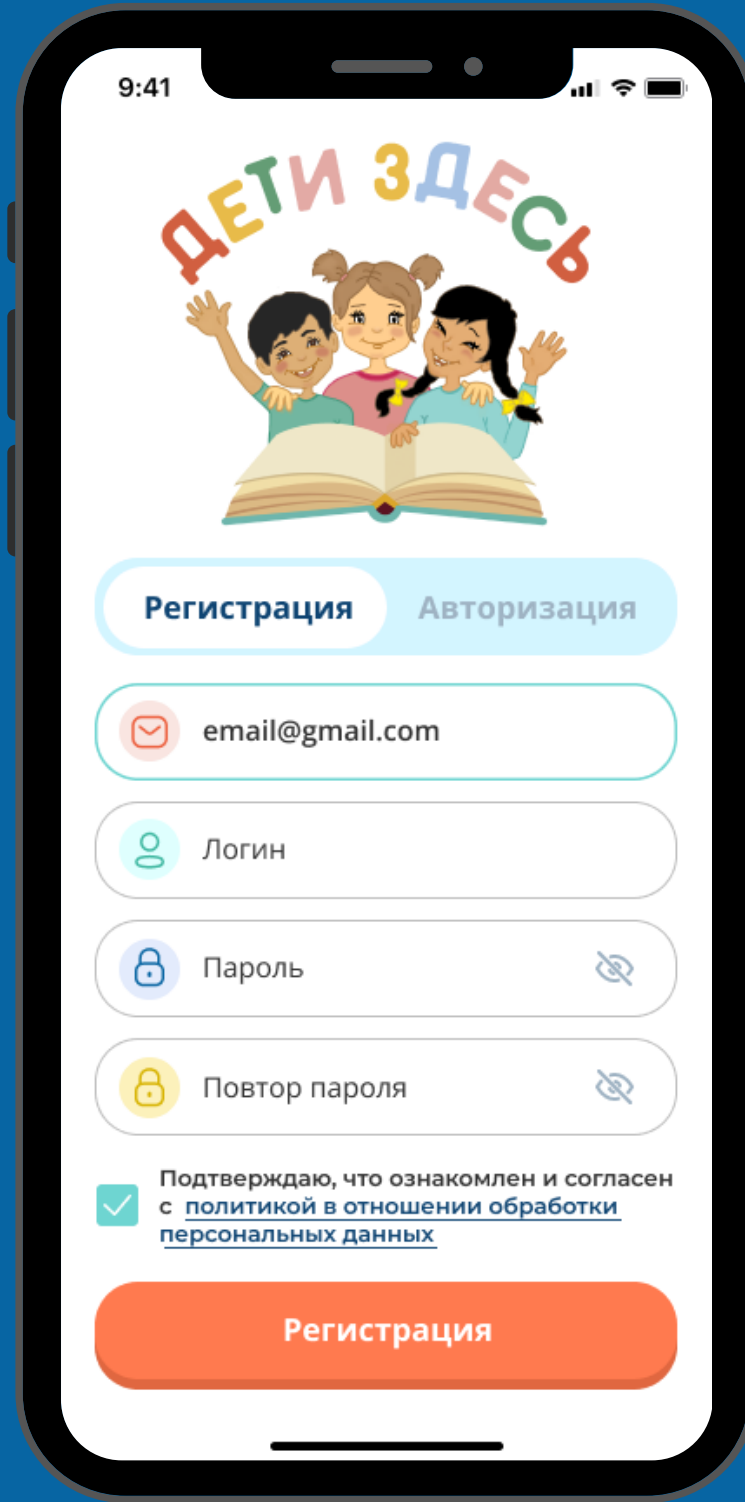 9:41
ДЕТИ ЗДЕСЬ
Регистрация Авторизация
email@gmail.com
Логин
Пароль
Повтор пароля
Подтверждаю, что ознакомлен и согласен
с политикой в отношении обработки
персональных данных
Регистрация